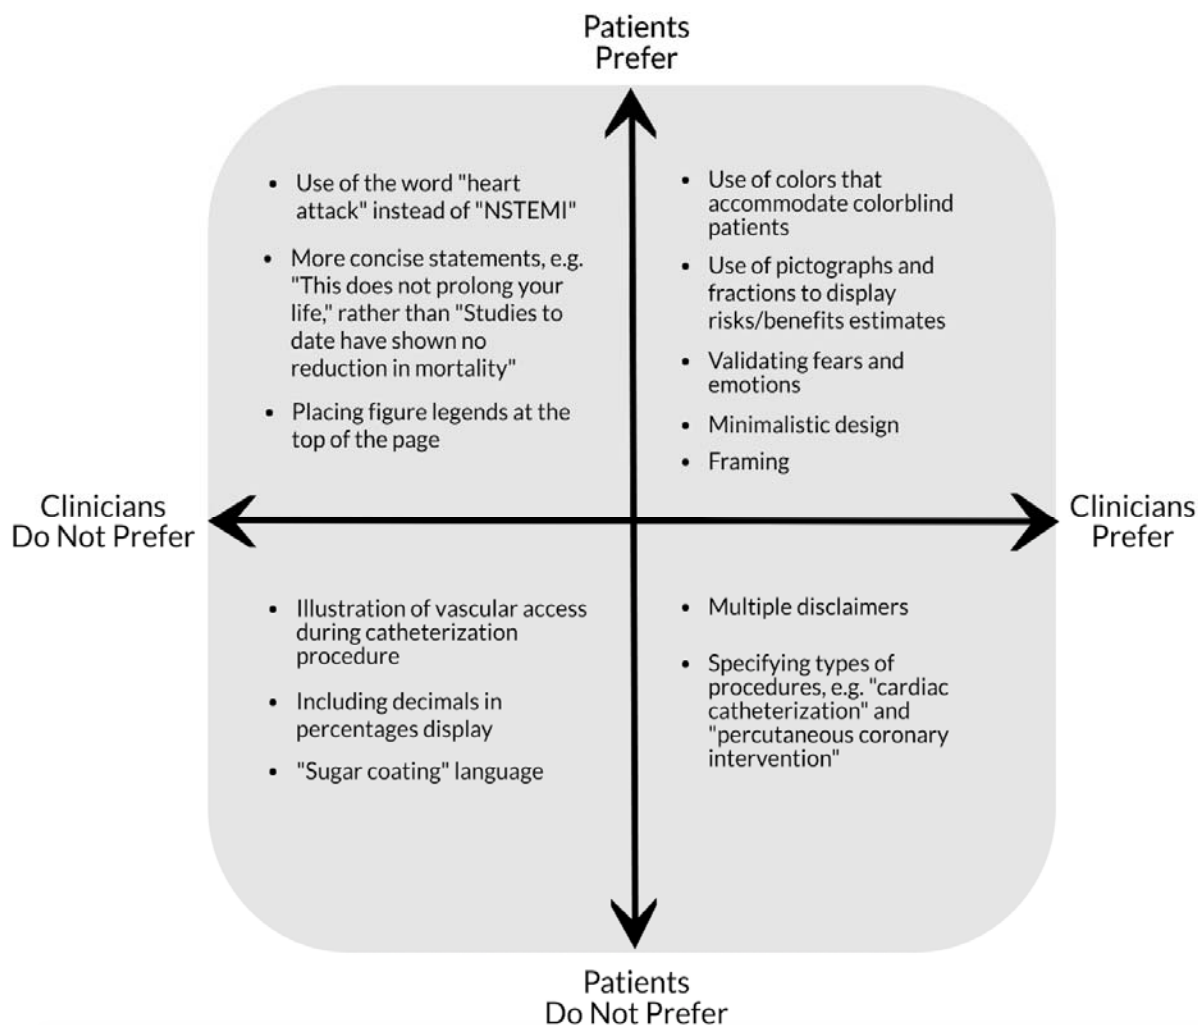 Patients
Prefer
• Use of the word "heart
attack" instead of "NSTEMI"
• More concise statements, e.g.
"This does not prolong your
life," rather than "Studies to
date have shown no
reduction in mortality"
• Placing figure legends at the
top of the page
• Use of colors that
accommodate colorblind
patients
• Use of pictographs and
fractions to display
risks/benefits estimates
• Validating fears and
emotions
• Minimalistic design
• Framing
Clinicians
Do Not Prefer
Clinicians
Prefer
• Illustration of vascular access
during catheterization
procedure
• Including decimals in
percentages display
• "Sugar coating" language
• Multiple disclaimers
• Specifying types of
procedures, e.g. "cardiac
catheterization" and
"percutaneous coronary
intervention"
Patients
Do Not Prefer